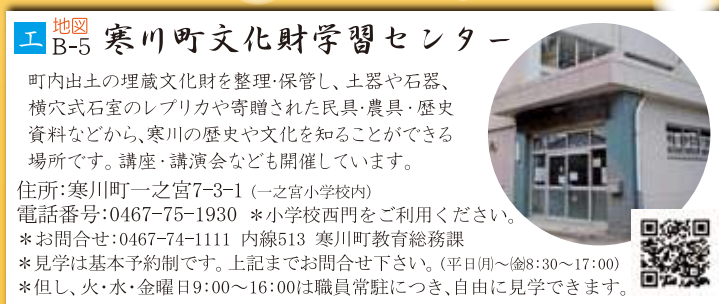 エ 地図 B-5 寒川町文化財学習センター
町内出土の埋蔵文化財を整理·保管し、土器や石器、
横穴式石室のレプリカや寄贈された民具·農具·歴史
資料などから、寒川の歴史や文化を知ることができる
場所です。講座·講演会なども開催しています。
住所:寒川町一之宮7-3-1 (一之宮小学校内)
電話番号:0467-75-1930 *小学校西門をご利用ください。
*お問合せ:0467-74-1111 内線513 寒川町教育総務課
*見学は基本予約制です。上記までお問合せ下さい。(平日㈪〜㈮8:30〜17:00)
*但し、火·水·金曜日9:00〜16:00は職員常駐につき、自由に見学できます。